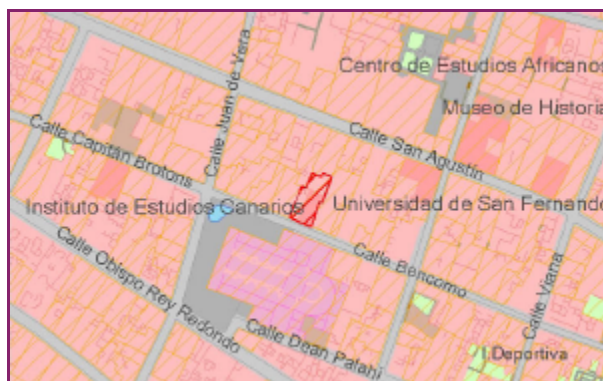 Centro de Estudios Africanos
Calle Juan de Vera
Museo de Historia
Calle San Agustín
Calle Capitán Brotons
Instituto de Estudios Canarios
Universidad de San Fernando
Calle Obispo Rey Redondo
Calle Bencomo
Calle Viana
Calle Dean Palahi
I.Deportiva